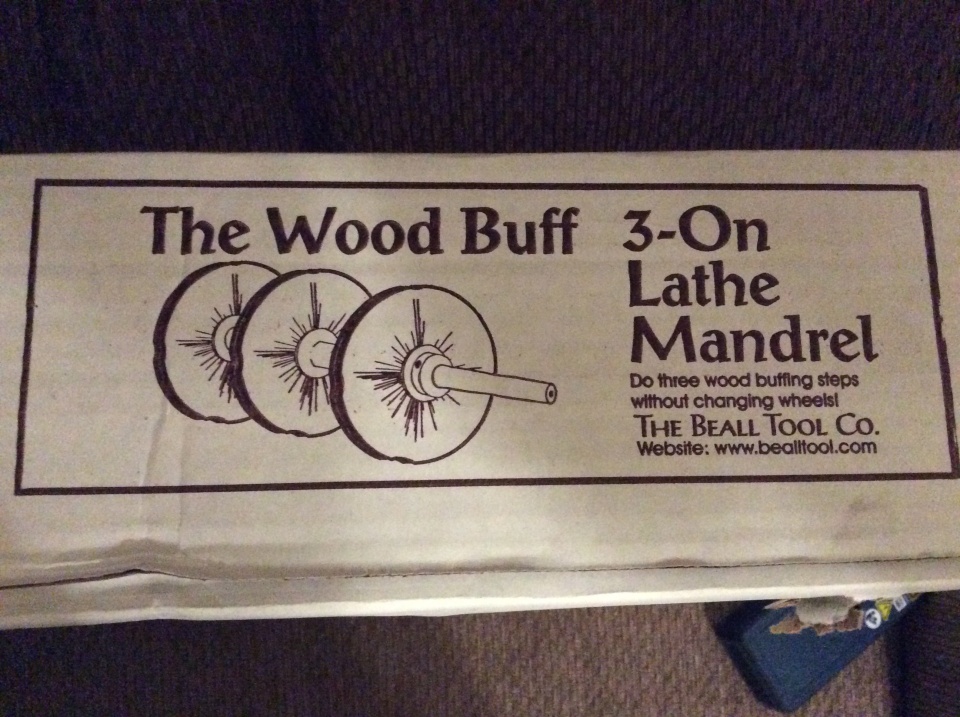 The Wood Buff
3-On
Lathe
Mandrel
Do three wood buffing steps
without changing wheels!
THE BEALL TOOL CO.
Website: www.bealltool.com